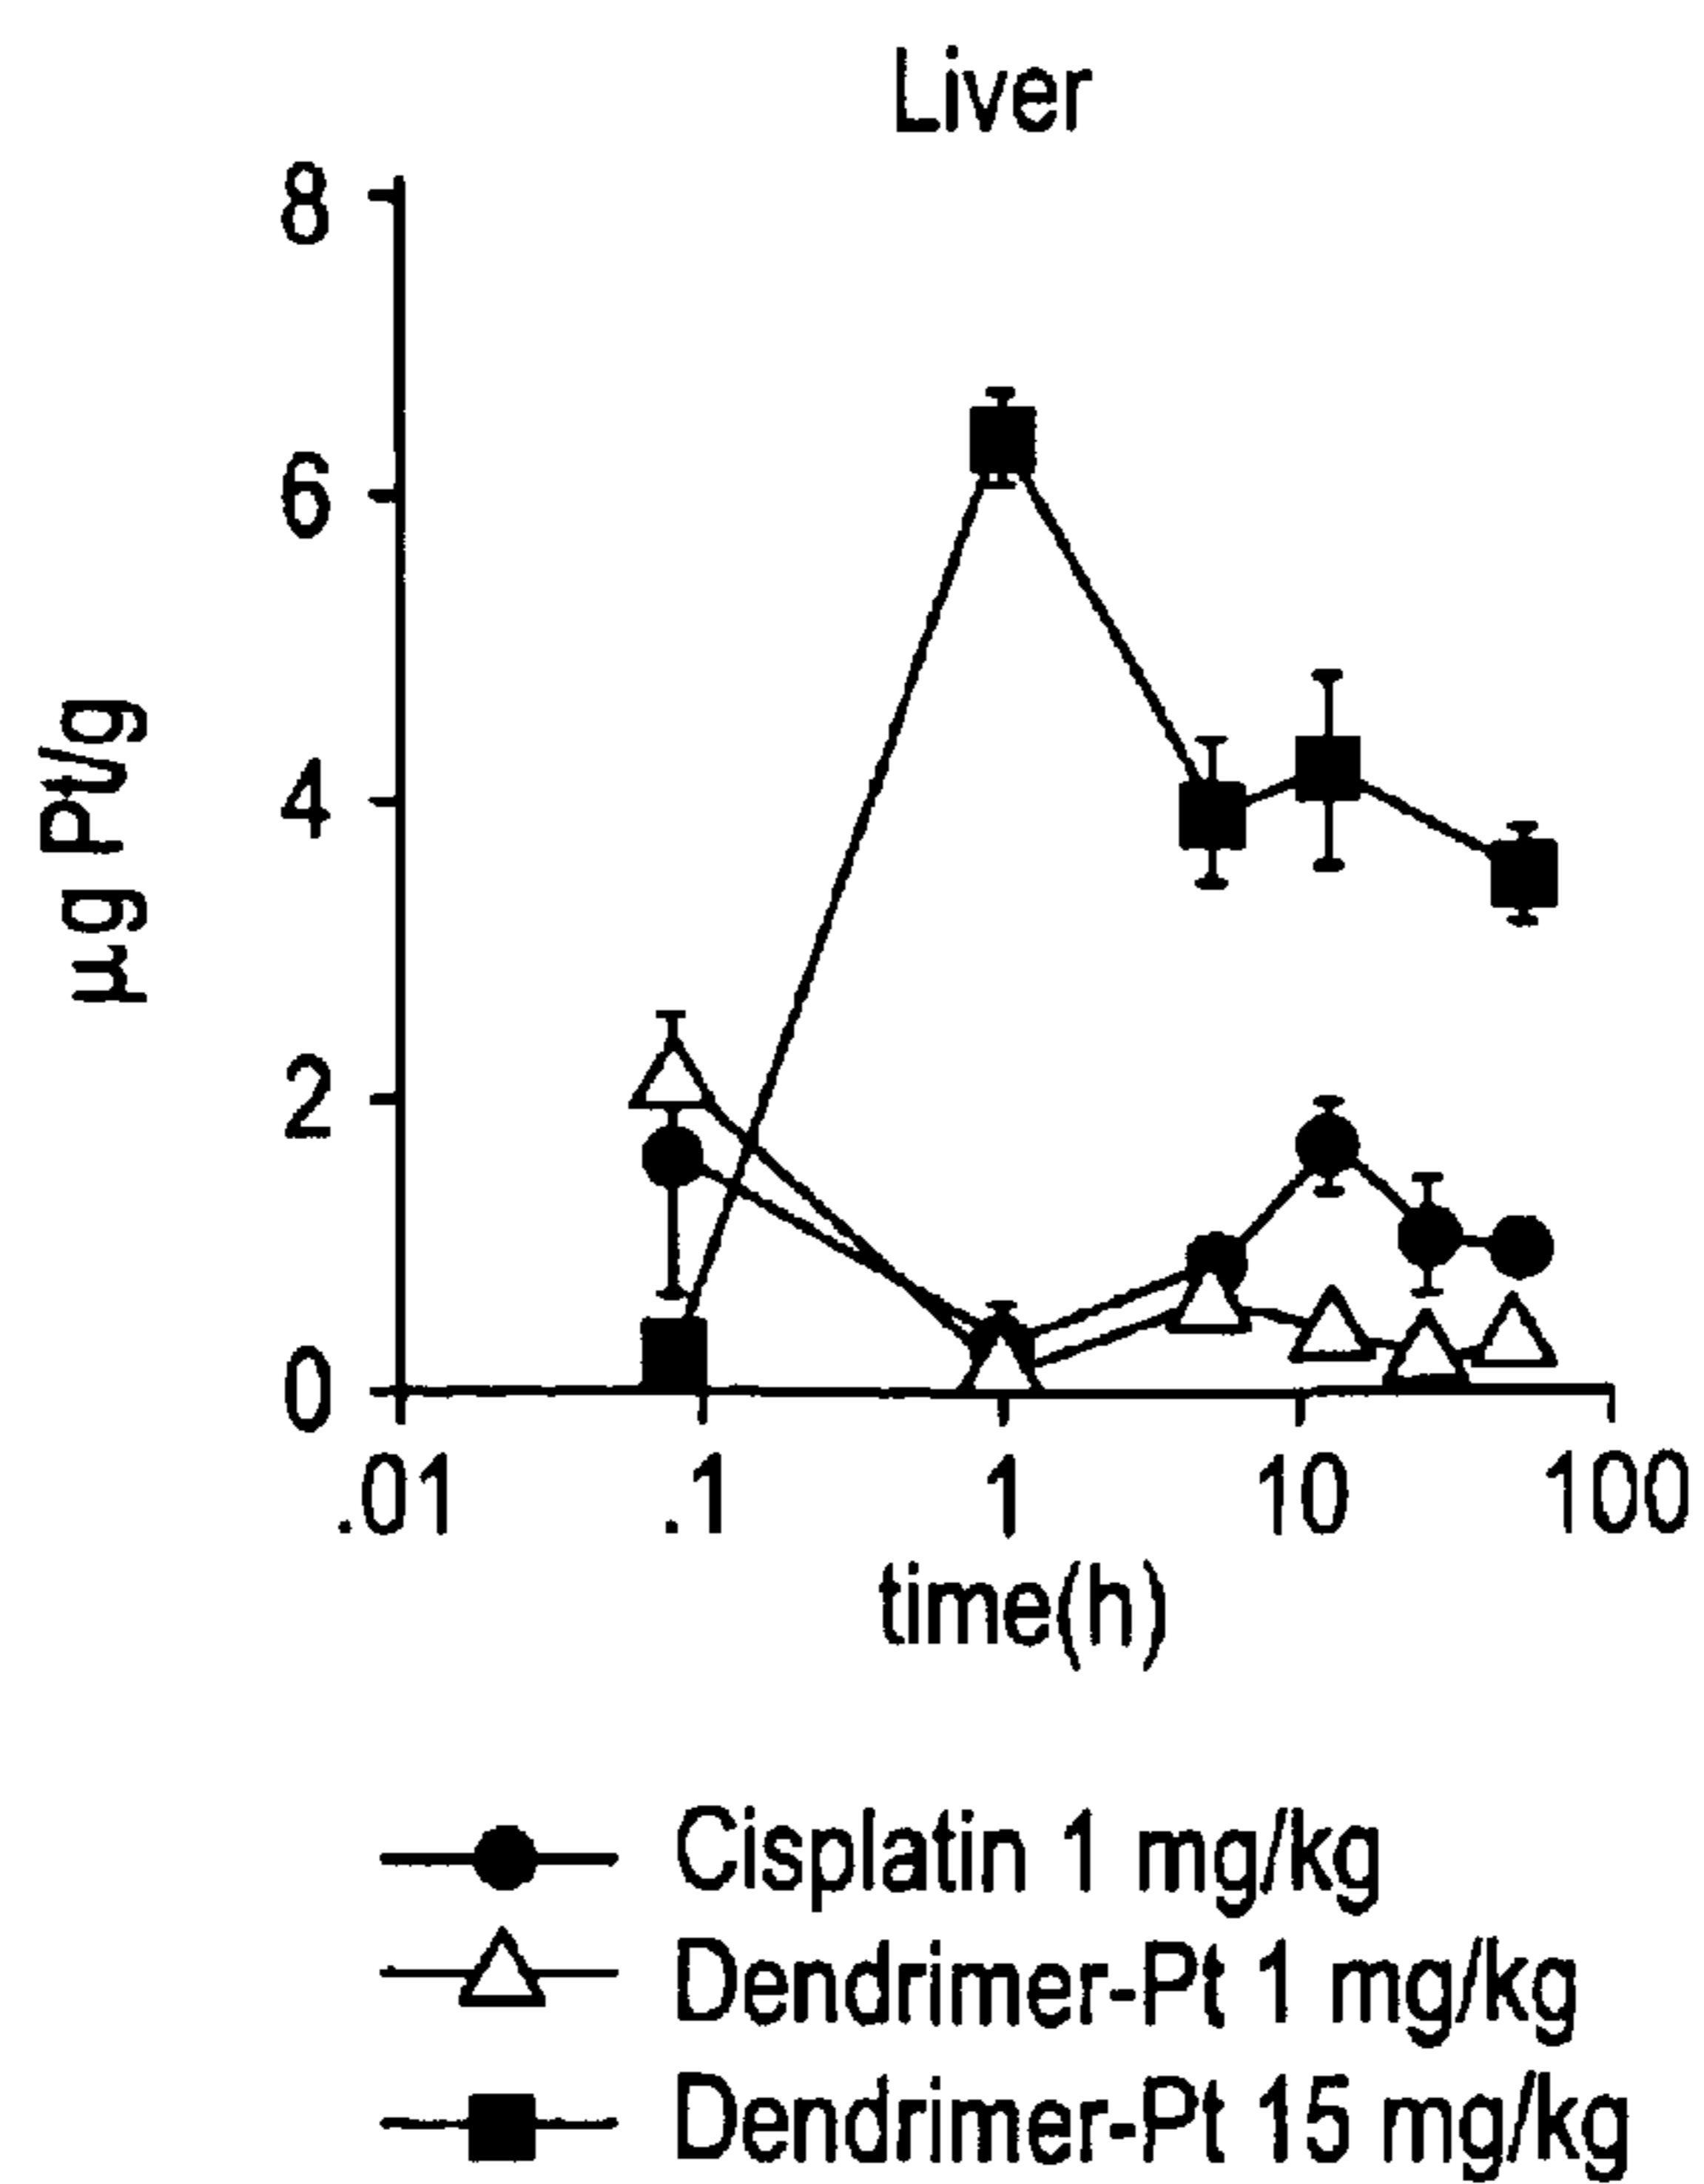 Liver
8
6
4
2
0
µg Pt/g
.01 .1 1 10 100
time(h)
Cisplatin 1 mg/kg
Dendrimer-Pt 1 mg/kg
Dendrimer-Pt 15 mg/kg